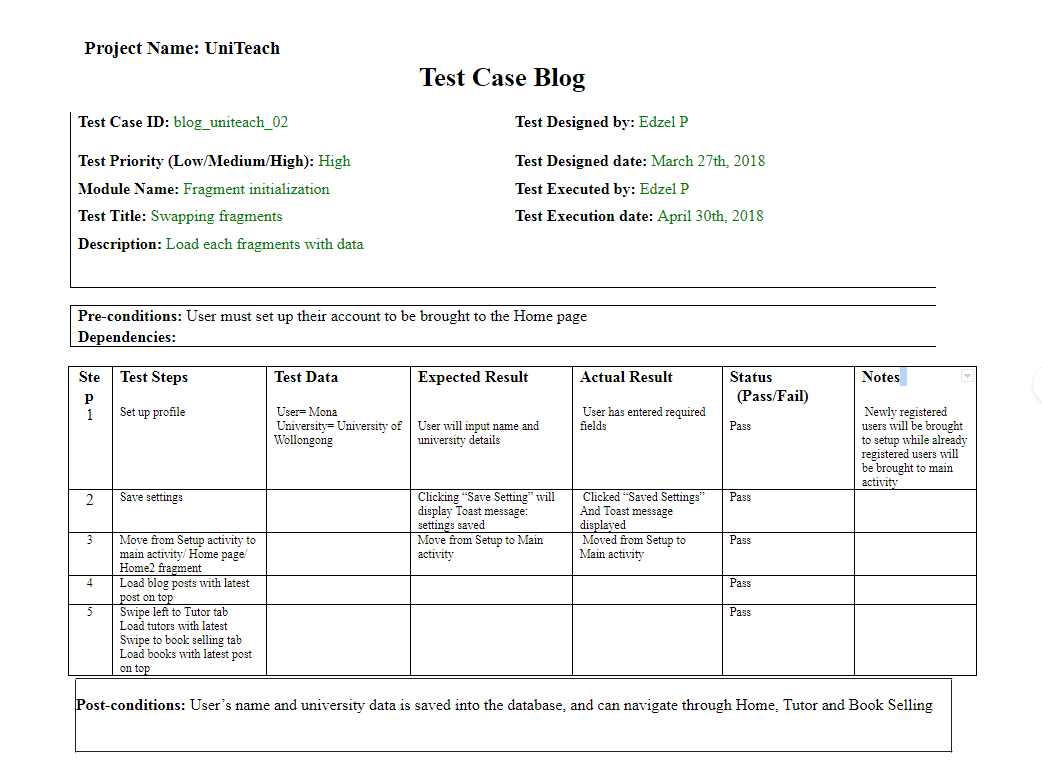 Project Name: UniTeach
Test Case Blog
Test Case ID: blog_uniteach_02
Test Designed by: Edzel P
Test Priority (Low/Medium/High): High
Test Designed date: March 27th, 2018
Module Name: Fragment initialization
Test Executed by: Edzel P
Test Title: Swapping fragments
Test Execution date: April 30th, 2018
Description: Load each fragments with data
Pre-conditions: User must set up their account to be brought to the Home page
Dependencies:
Ste
p
Test Steps
Test Data
Expected Result
Actual Result
Status
(Pass/Fail)
Notes
1
Set up profile
User= Mona
University= University of
Wollongong
User will input name and
university details
User has entered required
fields
Pass
Newly registered
users will be brought
to setup while already
registered users will
be brought to main
activity
2
Save settings
Clicking “Save Setting” will
display Toast message:
settings saved
Clicked “Saved Settings”
And Toast message
displayed
Pass
3
Move from Setup activity to
main activity/ Home page/
Home2 fragment
Move from Setup to Main
activity
Moved from Setup to
Main activity
Pass
4
Load blog posts with latest
post on top
Pass
5
Swipe left to Tutor tab
Load tutors with latest
Swipe to book selling tab
Load books with latest post
on top
Pass
Post-conditions: User’s name and university data is saved into the database, and can navigate through Home, Tutor and Book Selling